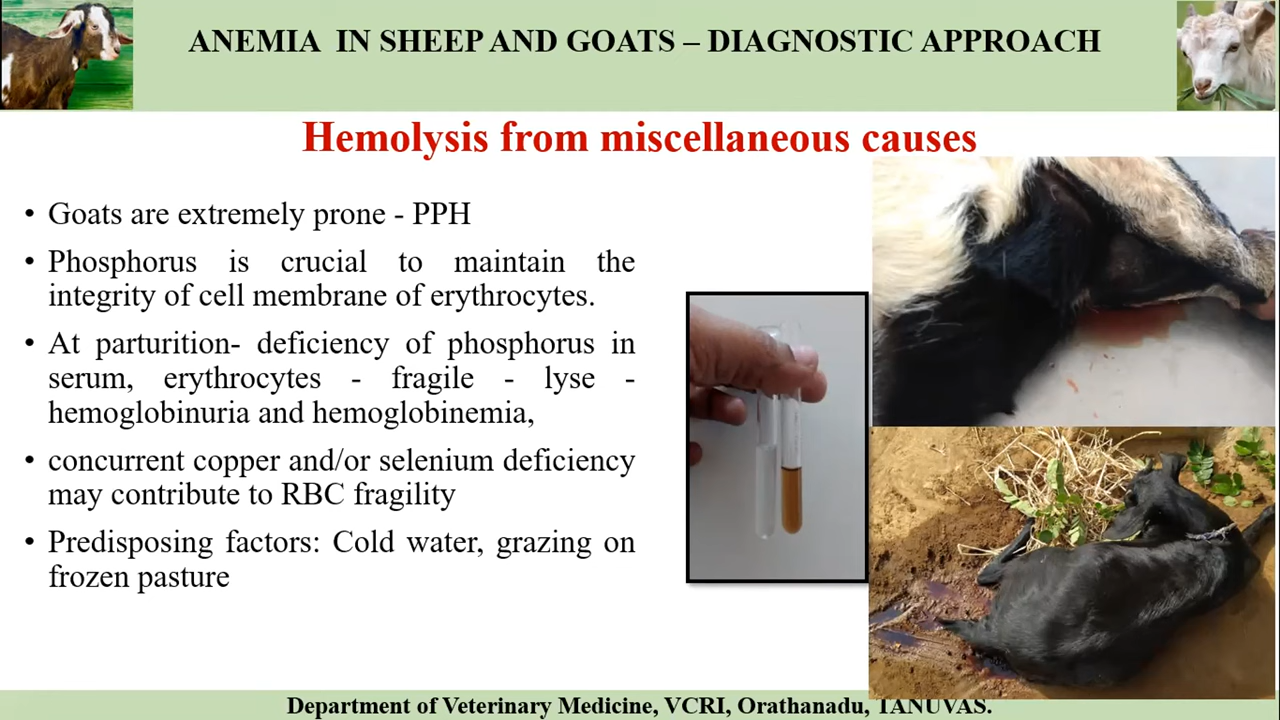 ANEMIA IN SHEEP AND GOATS – DIAGNOSTIC APPROACH
Hemolysis from miscellaneous causes
• Goats are extremely prone - PPH
• Phosphorus is crucial to maintain the
integrity of cell membrane of erythrocytes.
• At parturition- deficiency of phosphorus in
serum, erythrocytes - fragile - lyse -
hemoglobinuria and hemoglobinemia,
• concurrent copper and/or selenium deficiency
may contribute to RBC fragility
• Predisposing factors: Cold water, grazing on
frozen pasture
Department of Veterinary Medicine, VCRI, Orathanadu, TANUVAS.